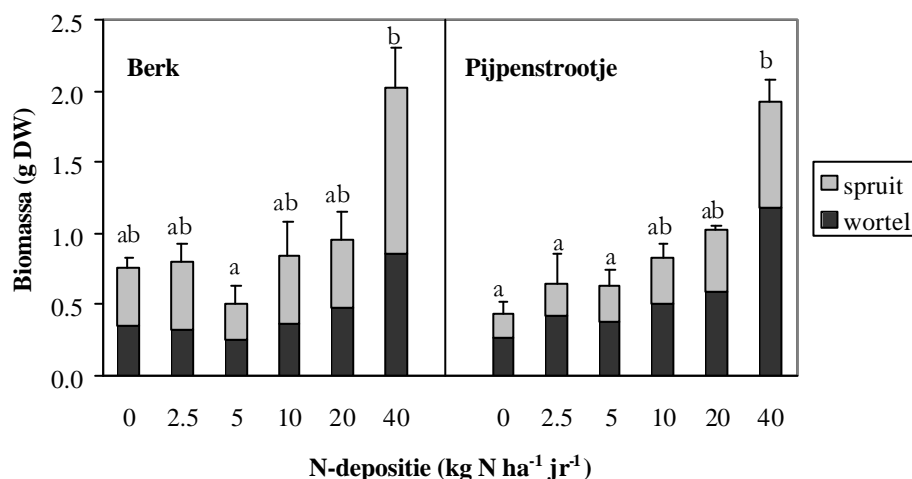 2.5
2.0
1.5
1.0
0.5
0.0
Biomassa (g DW)
Berk
Pijpenstrootje
ab ab a ab ab b
a a a ab ab b
spruit
wortel
0 2.5 5 10 20 40 0 2.5 5 10 20 40
N-depositie (kg N ha⁻¹ jr⁻¹)